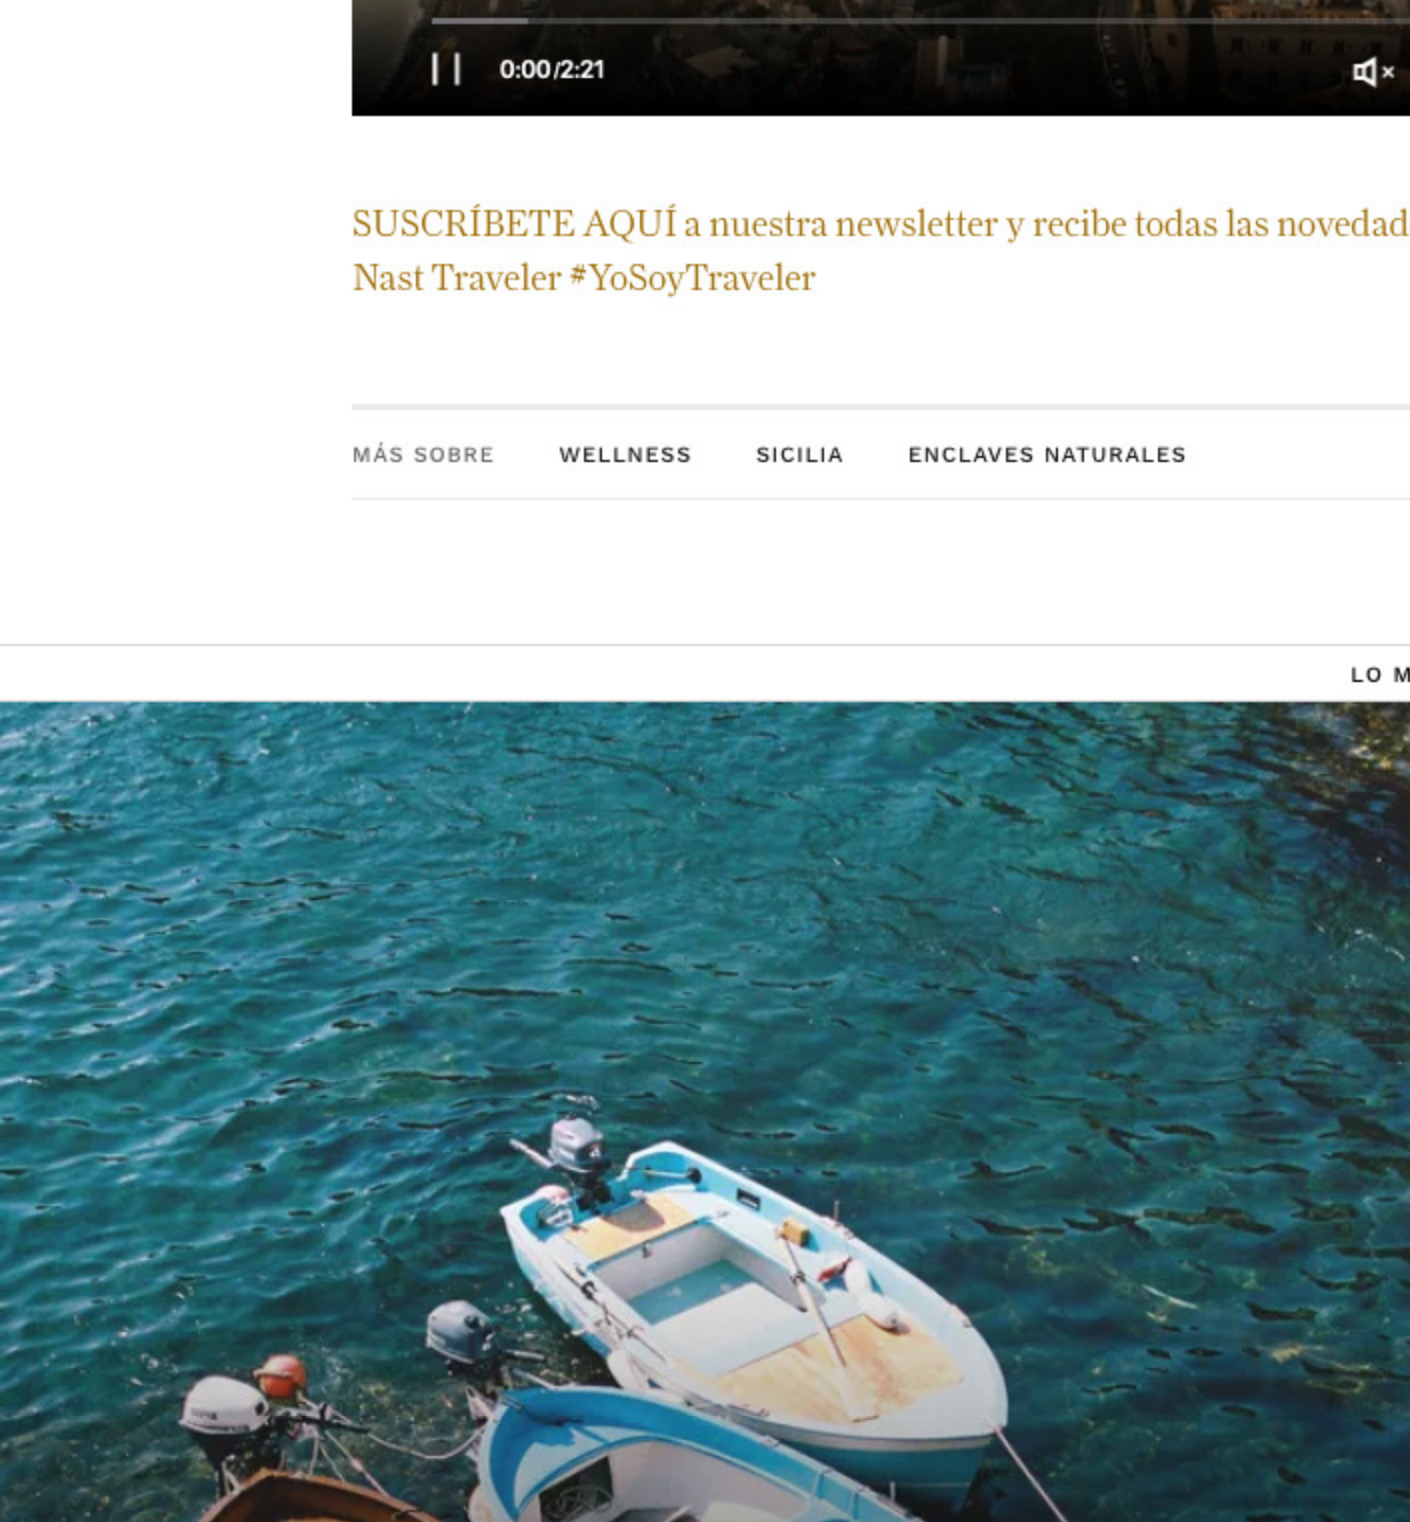 0:00/2:21
SUSCRÍBETE AQUÍ a nuestra newsletter y recibe todas las
Nast Traveler #YoSoyTraveler
MÁS SOBRE WELLNESS SICILIA ENCLAVES NATURALES
LO